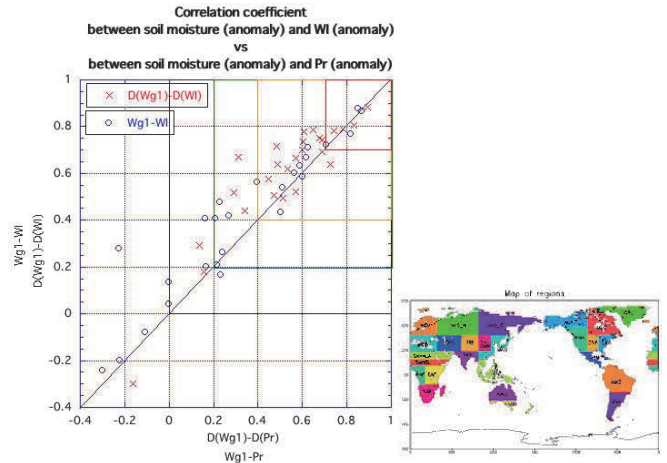 Correlation coefficient
between soil moisture (anomaly) and WI (anomaly)
vs
between soil moisture (anomaly) and Pr (anomaly)
D(Wg1)-D(WI)
Wg1-WI
1
0.8
0.6
0.4
0.2
0
-0.2
-0.4
Wg1-WI
D(Wg1)-D(WI)
-0.4
-0.2
0
0.2
0.4
0.6
0.8
1
D(Wg1)-D(Pr)
Wg1-Pr
Map of regions